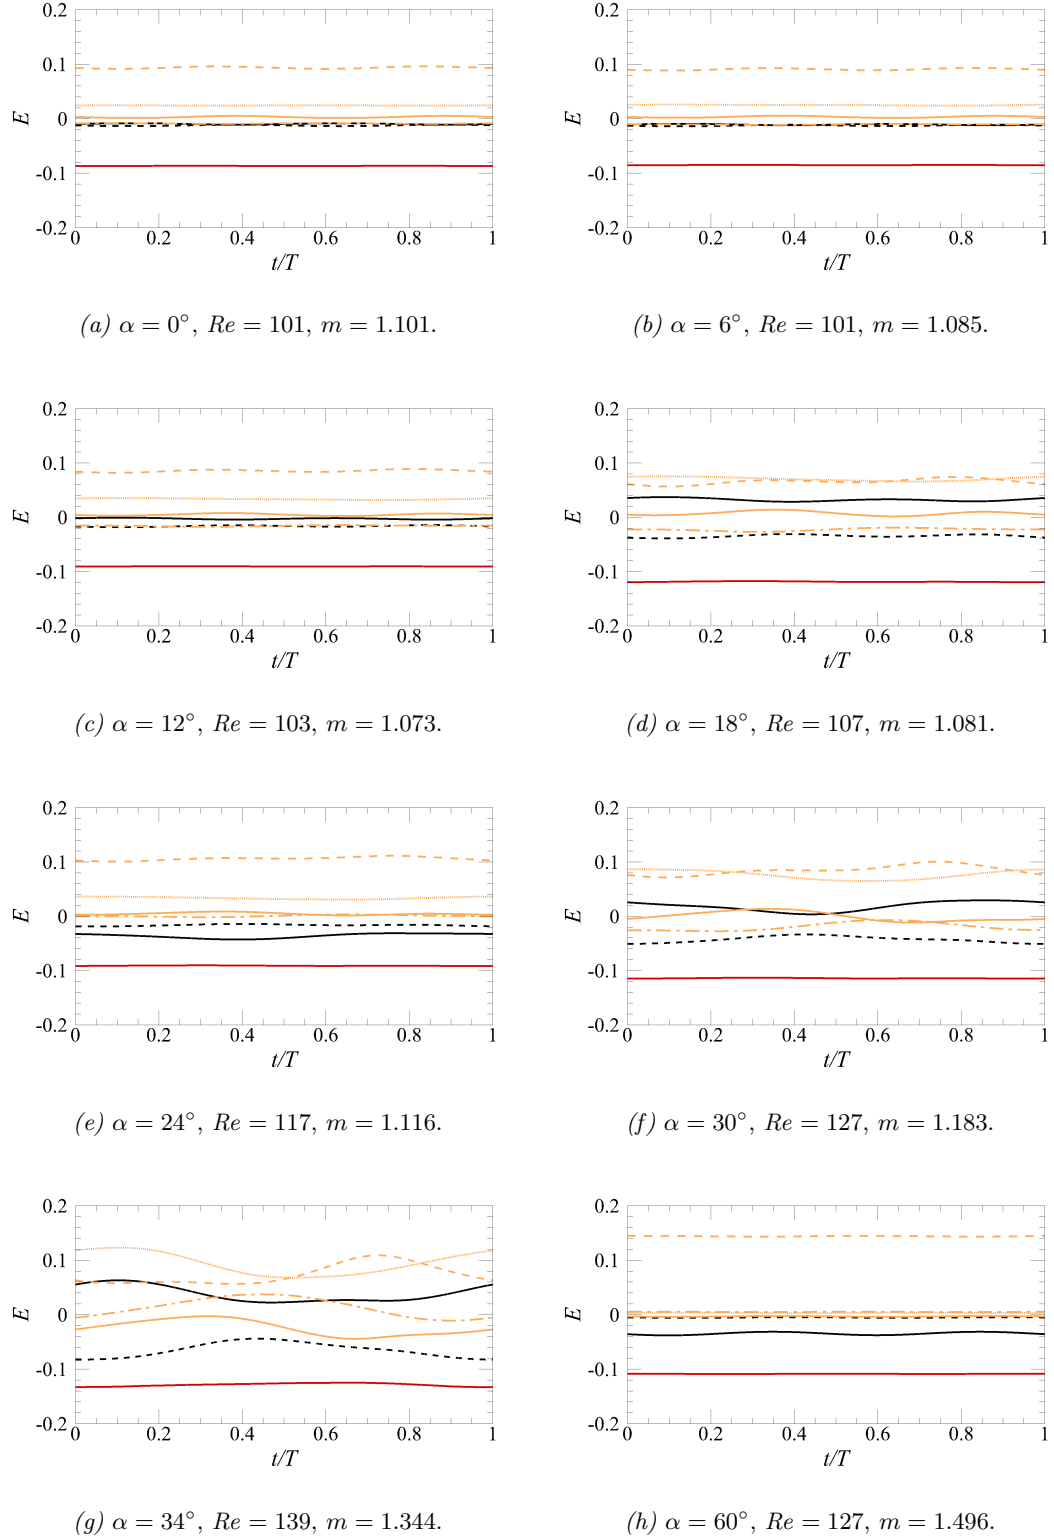 0.2 0.2
0.1 0.1
E 0 E 0
-0.1 -0.1
-0.2 -0.2
0 0.2 0.4 0.6 0.8 1 0 0.2 0.4 0.6 0.8 1
t/T t/T
(a) α = 0°, Re = 101, m = 1.101. (b) α = 6°, Re = 101, m = 1.085.
0.2 0.2
0.1 0.1
E 0 E 0
-0.1 -0.1
-0.2 -0.2
0 0.2 0.4 0.6 0.8 1 0 0.2 0.4 0.6 0.8 1
t/T t/T
(c) α = 12°, Re = 103, m = 1.073. (d) α = 18°, Re = 107, m = 1.081.
0.2 0.2
0.1 0.1
E 0 E 0
-0.1 -0.1
-0.2 -0.2
0 0.2 0.4 0.6 0.8 1 0 0.2 0.4 0.6 0.8 1
t/T t/T
(e) α = 24°, Re = 117, m = 1.116. (f) α = 30°, Re = 127, m = 1.183.
0.2 0.2
0.1 0.1
E 0 E 0
-0.1 -0.1
-0.2 -0.2
0 0.2 0.4 0.6 0.8 1 0 0.2 0.4 0.6 0.8 1
t/T t/T
(g) α = 34°, Re = 139, m = 1.344. (h) α = 60°, Re = 127, m = 1.496.